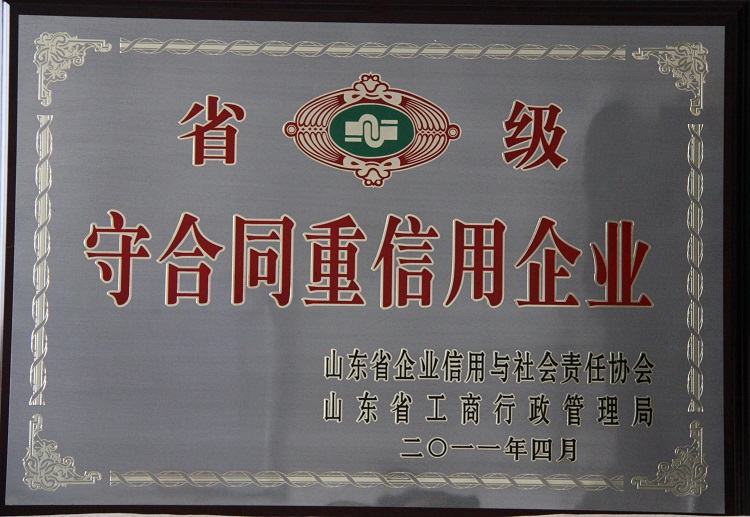 省级
守合同重信用企业
山东省企业信用与社会责任协会
山东省工商行政管理局
二〇一一年四月